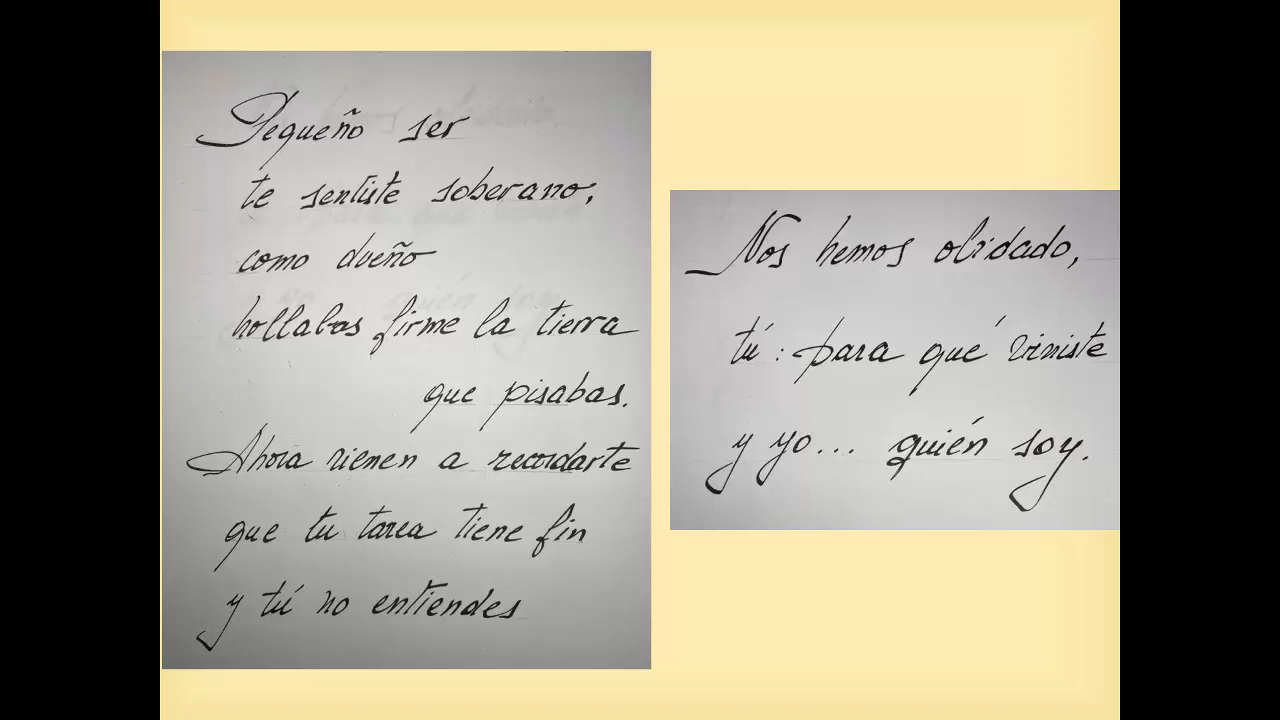 Pequeño ser
te sentiste soberano,
como dueño
hollabas firme la tierra
que pisabas.
Ahora vienen a recordarte
que tu tarea tiene fin
y tú no entiendes
Nos hemos olvidado,
tú: para qué viniste
y yo... quién soy.